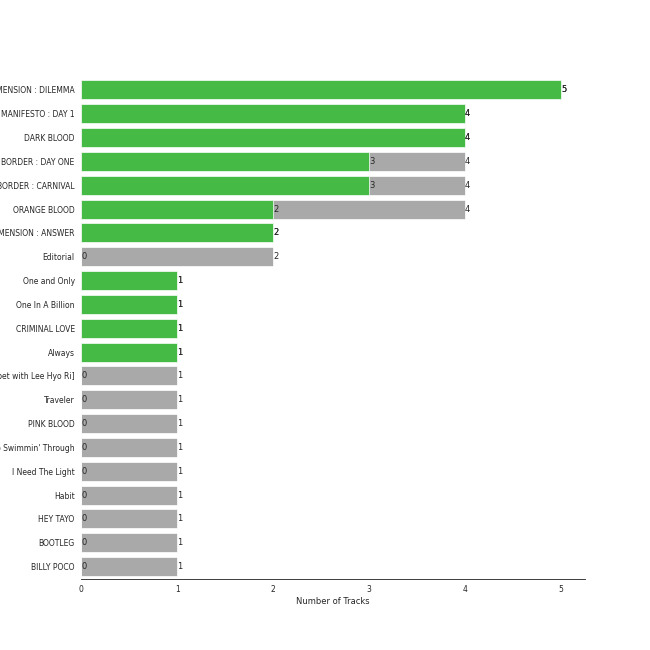 MENSION : DILEMMA 5
MANIFESTO : DAY 1 4
DARK BLOOD 4
BORDER : DAY ONE 3 4
BORDER : CARNIVAL 3 4
ORANGE BLOOD 2 4
MENSION : ANSWER 2
Editorial 0 2
One and Only 1
One In A Billion 1
CRIMINAL LOVE 1
Always 1
with Lee Hyo Ri] 0 1
Traveler 0 1
PINK BLOOD 0 1
Swimmin' Through 0 1
I Need The Light 0 1
Habit 0 1
HEY TAYO 0 1
BOOTLEG 0 1
BILLY POCO 0 1
0 1 2 3 4 5
Number of Tracks